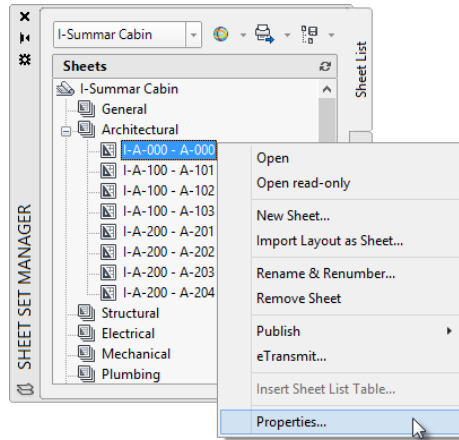 I-Summar Cabin
Sheets
I-Summar Cabin
General
Architectural
I-A-000 - A-000
I-A-100 - A-101
I-A-100 - A-102
I-A-100 - A-103
I-A-200 - A-201
I-A-200 - A-202
I-A-200 - A-203
I-A-200 - A-204
Structural
Electrical
Mechanical
Plumbing
SHEET SET MANAGER
Sheet List
Open
Open read-only
New Sheet...
Import Layout as Sheet...
Rename & Renumber...
Remove Sheet
Publish
eTransmit...
Insert Sheet List Table...
Properties...